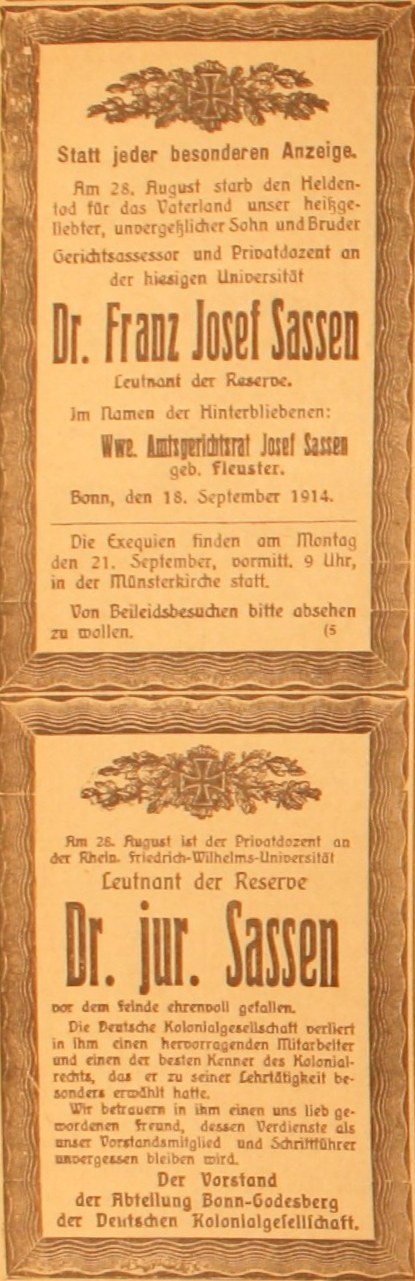 Statt jeder besonderen Anzeige.
Am 28. August starb den Helden-
tod für das Vaterland unser heißge-
liebter, unvergeßlicher Sohn und Bruder
Gerichtsassessor und Privatdozent an
der hiesigen Universität
Dr. Franz Josef Sassen
Leutnant der Reserve.
Im Namen der Hinterbliebenen:
Wwe. Amtsgerichtsrat Josef Sassen
geb. Fleuster.
Bonn, den 18. September 1914.
Die Exequien finden am Montag
den 21. September, vormitt. 9 Uhr,
in der Münsterkirche statt.
Von Beileidsbesuchen bitte absehen
zu wollen. (5
Am 28. August ist der Privatdozent an
der Rhein. Friedrich-Wilhelms-Universität
Leutnant der Reserve
Dr. jur. Sassen
vor dem Feinde ehrenvoll gefallen.
Die Deutsche Kolonialgesellschaft verliert
in ihm einen hervorragenden Mitarbeiter
und einen der besten Kenner des Kolonial-
rechts, das er zu seiner Lehrtätigkeit be-
sonders erwählt hatte.
Wir betrauern in ihm einen uns lieb ge-
wordenen Freund, dessen Verdienste als
unser Vorstandsmitglied und Schriftführer
unvergessen bleiben wird.
Der Vorstand
der Abteilung Bonn-Godesberg
der Deutschen Kolonialgesellschaft.